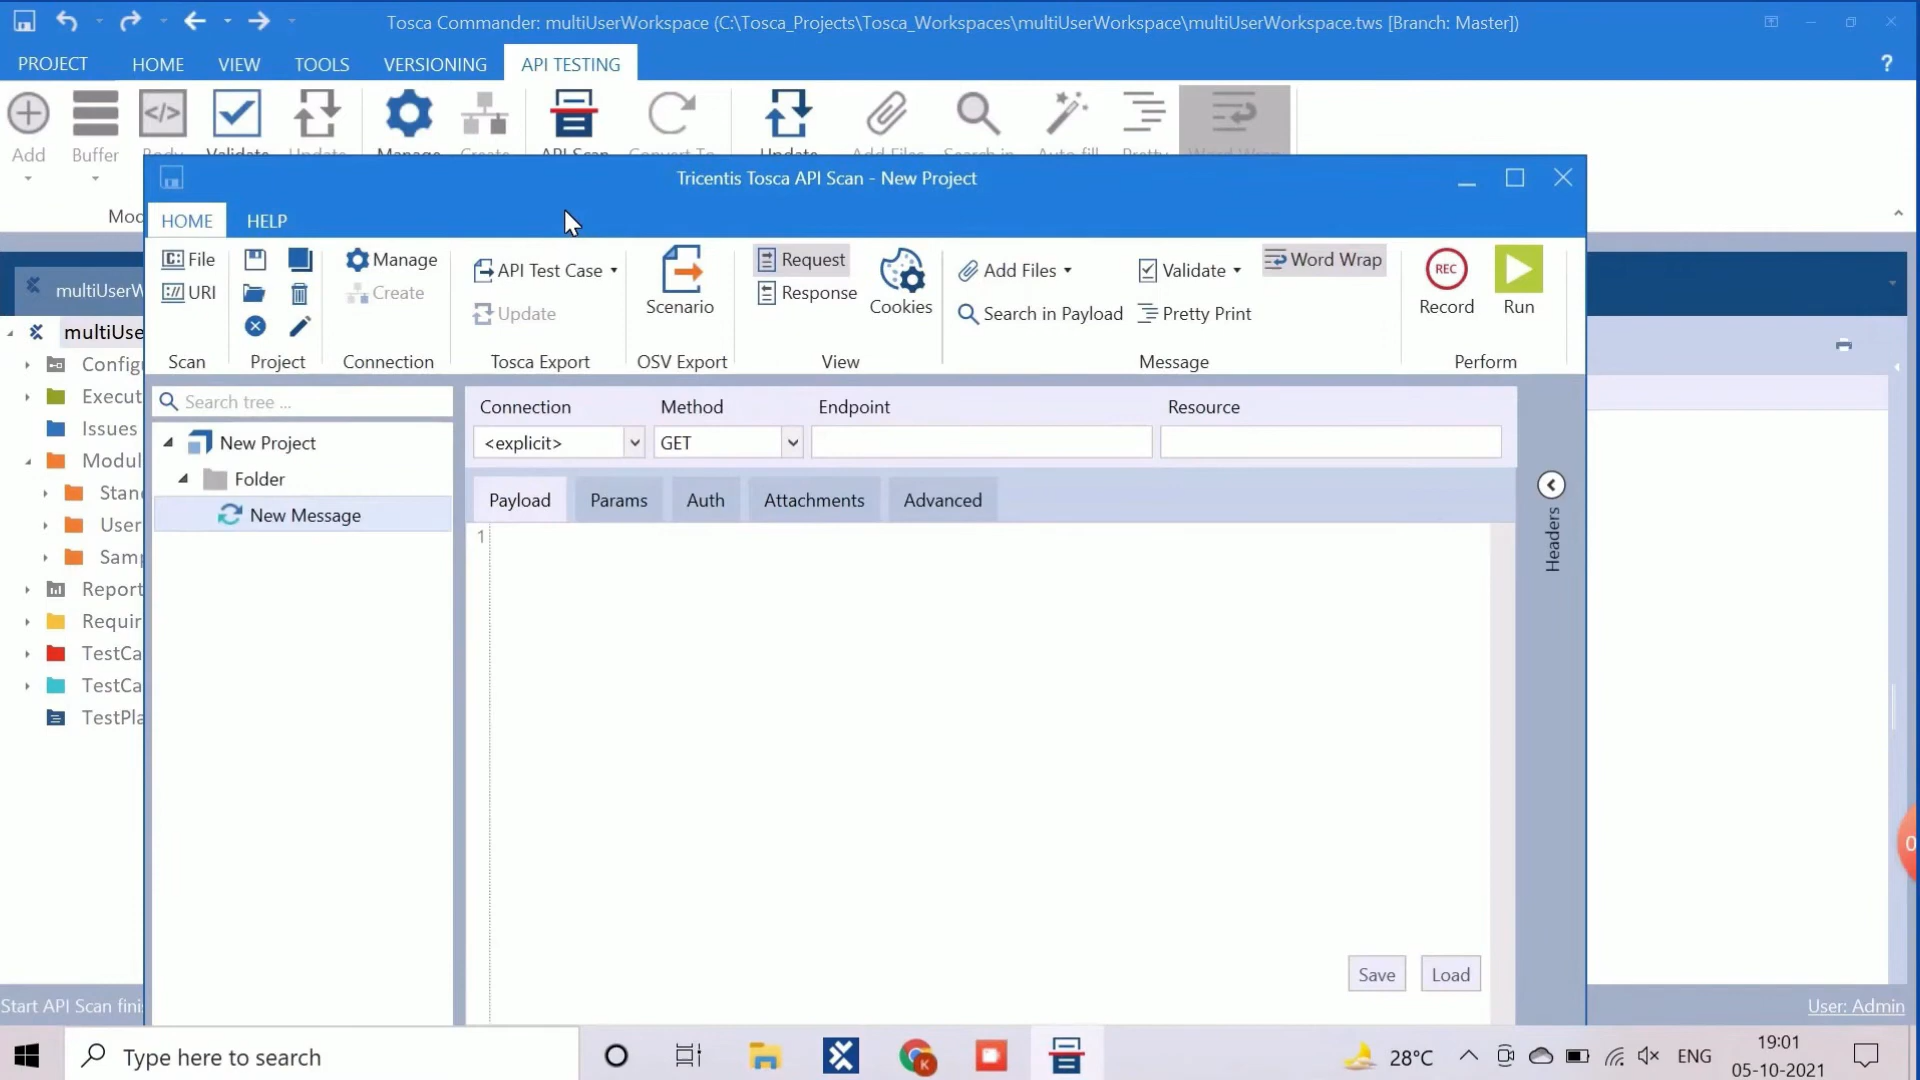 Tosca Commander: multiUserWorkspace (C:\Tosca_Projects\Tosca_Workspaces\multiUserWorkspace\multiUserWorkspace.tws [Branch: Master])
PROJECT HOME VIEW TOOLS VERSIONING API TESTING ?
Add Buffer Body Validate Update Manage Create API Scan Convert To Update Add Files Search in Auto fill Pretty Word Wrap
Tricentis Tosca API Scan - New Project
HOME HELP
File Manage API Test Case Scenario Request Cookies Add Files Validate Word Wrap REC Record Run
URI Create Update Response Search in Payload Pretty Print
Scan Project Connection Tosca Export OSV Export View Message Perform
multiUserW
multiUse
Config
Execut
Issues
Modul
Stan
User
Samp
Report
Requir
TestCa
TestCa
TestPla
Search tree ...
New Project
Folder
New Message
Connection Method Endpoint Resource
<explicit> GET
Payload Params Auth Attachments Advanced
1
Headers
Save Load
Start API Scan fini
User: Admin
Type here to search
K
28°C ENG 19:01
05-10-2021